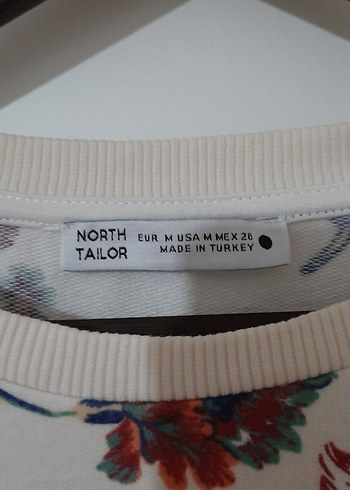 NORTH
TAILOR
EUR M USA M MEX 28
MADE IN TURKEY